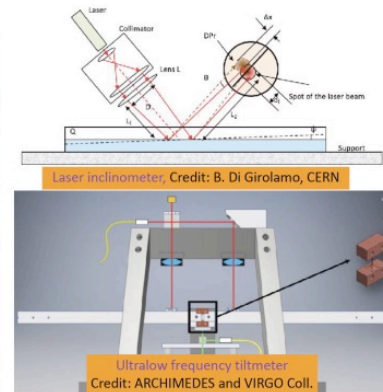 Laser
Collimator
Lens L
Δx
DPr
B
D
L₁
L₂
Spot of the laser beam
Q
ψ
Support
Laser inclinometer, Credit: B. Di Girolamo, CERN
Ultralow frequency tiltmeter
Credit: ARCHIMEDES and VIRGO Coll.